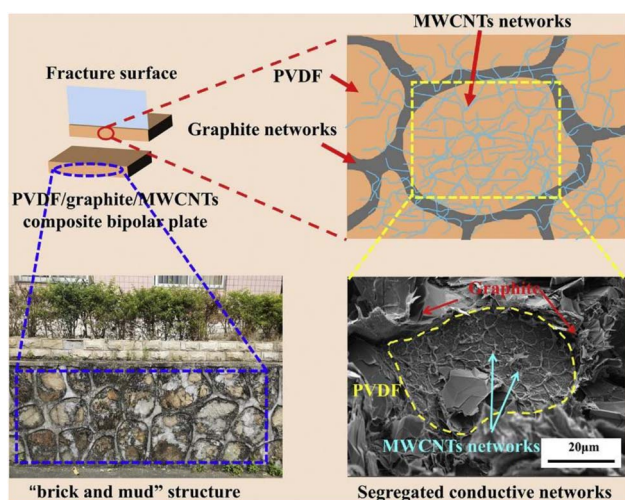 MWCNTs networks
Fracture surface
PVDF
Graphite networks
PVDF/graphite/MWCNTs
composite bipolar plate
Graphite
PVDF
MWCNTs networks
20μm
“brick and mud” structure
Segregated conductive networks